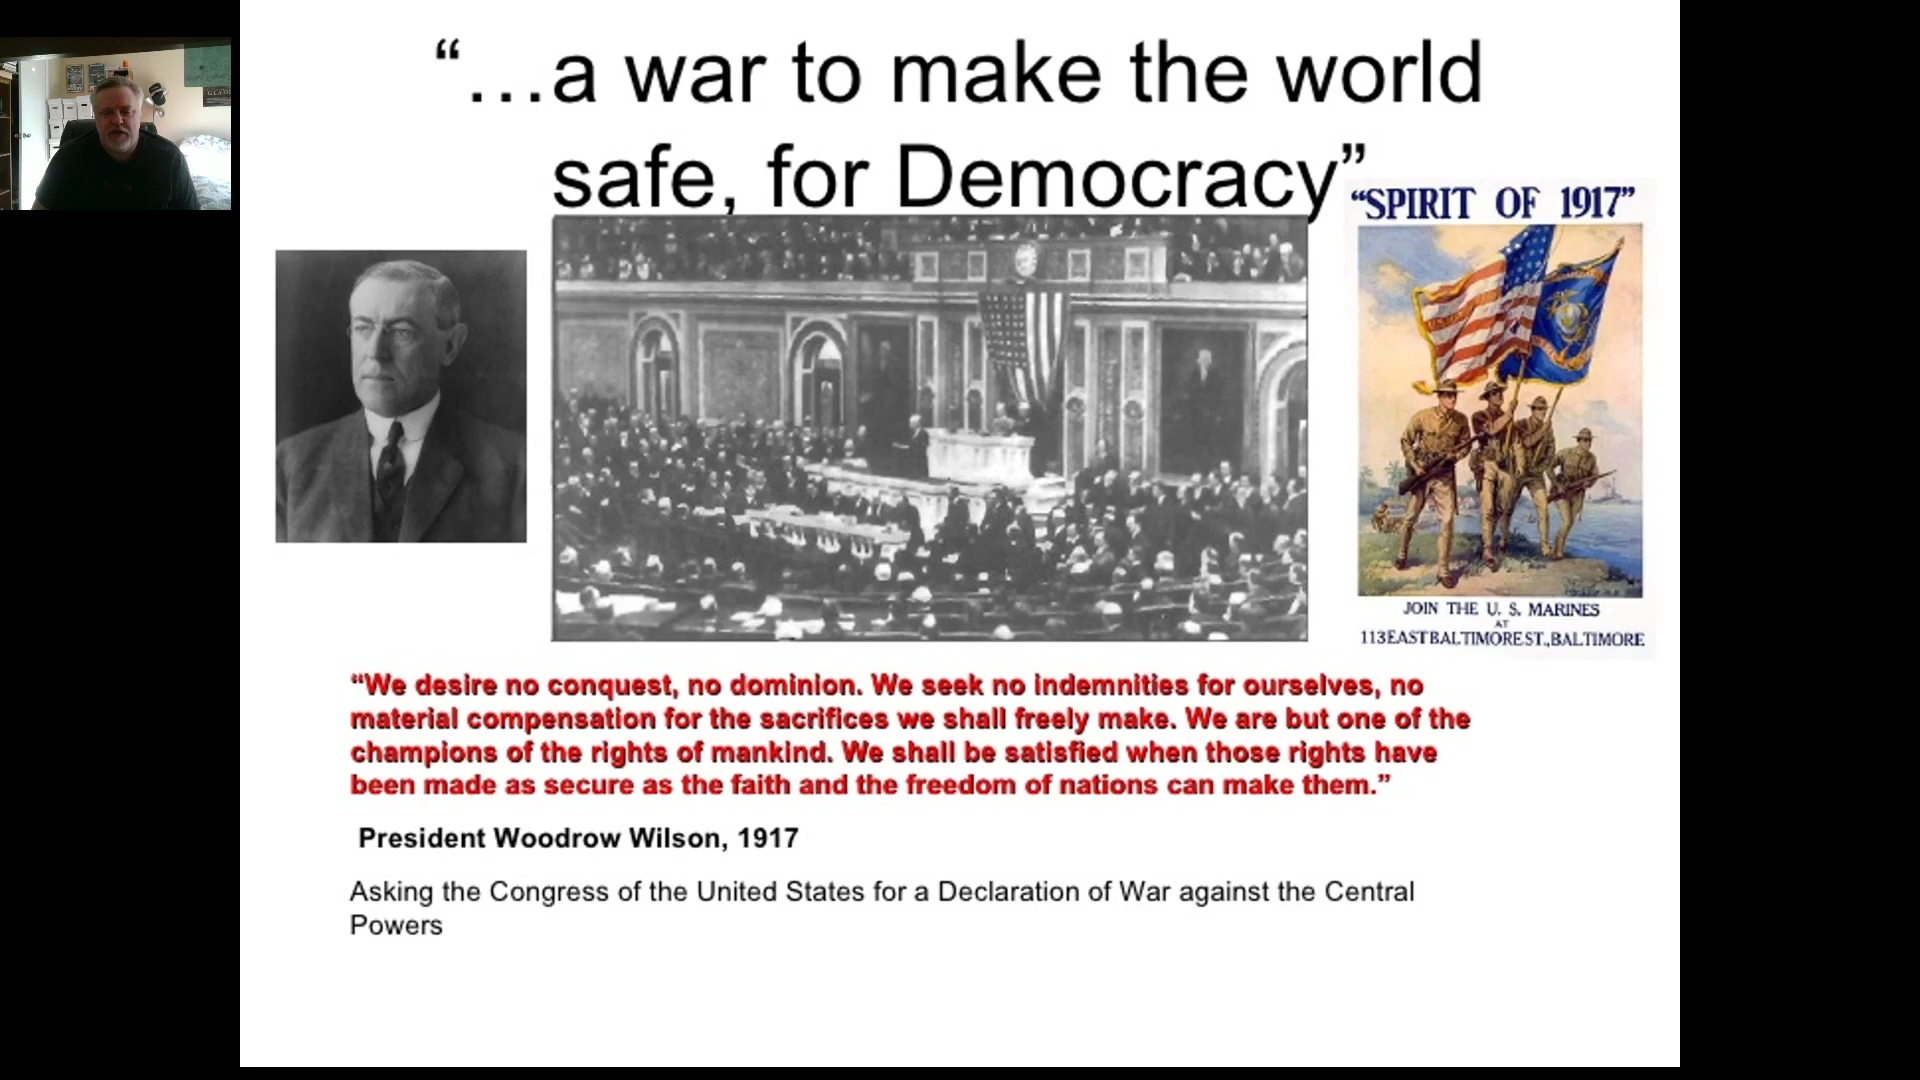 “…a war to make the world
safe, for Democracy”
“SPIRIT OF 1917”
JOIN THE U. S. MARINES
AT
113 EAST BALTIMORE ST., BALTIMORE
“We desire no conquest, no dominion. We seek no indemnities for ourselves, no
material compensation for the sacrifices we shall freely make. We are but one of the
champions of the rights of mankind. We shall be satisfied when those rights have
been made as secure as the faith and the freedom of nations can make them.”
President Woodrow Wilson, 1917
Asking the Congress of the United States for a Declaration of War against the Central
Powers